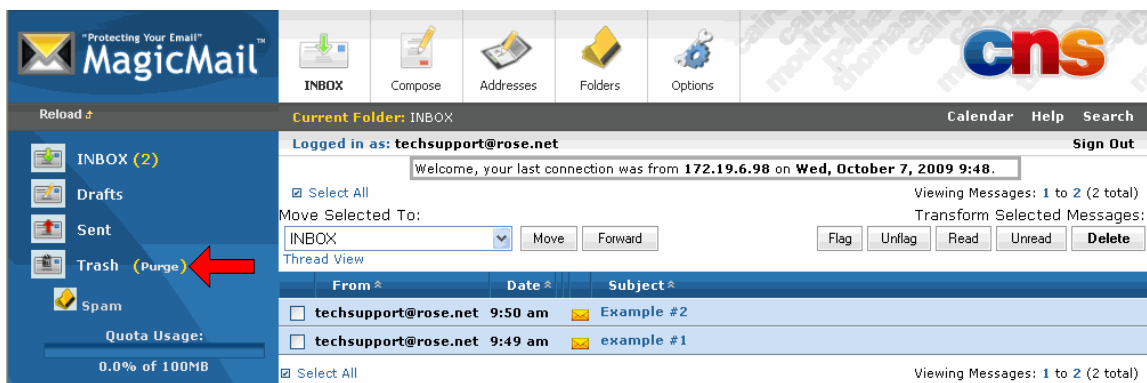 "Protecting Your Email"
MagicMail™
INBOX Compose Addresses Folders Options
cns
Reload
Current Folder: INBOX Calendar Help Search
Logged in as: techsupport@rose.net Sign Out
Welcome, your last connection was from 172.19.6.98 on Wed, October 7, 2009 9:48.
INBOX (2)
Drafts
Sent
Trash (Purge)
Spam
Quota Usage:
0.0% of 100MB
Select All Viewing Messages: 1 to 2 (2 total)
Move Selected To: Transform Selected Messages:
INBOX Move Forward Flag Unflag Read Unread Delete
Thread View
From Date Subject
techsupport@rose.net 9:50 am Example #2
techsupport@rose.net 9:49 am example #1
Select All Viewing Messages: 1 to 2 (2 total)